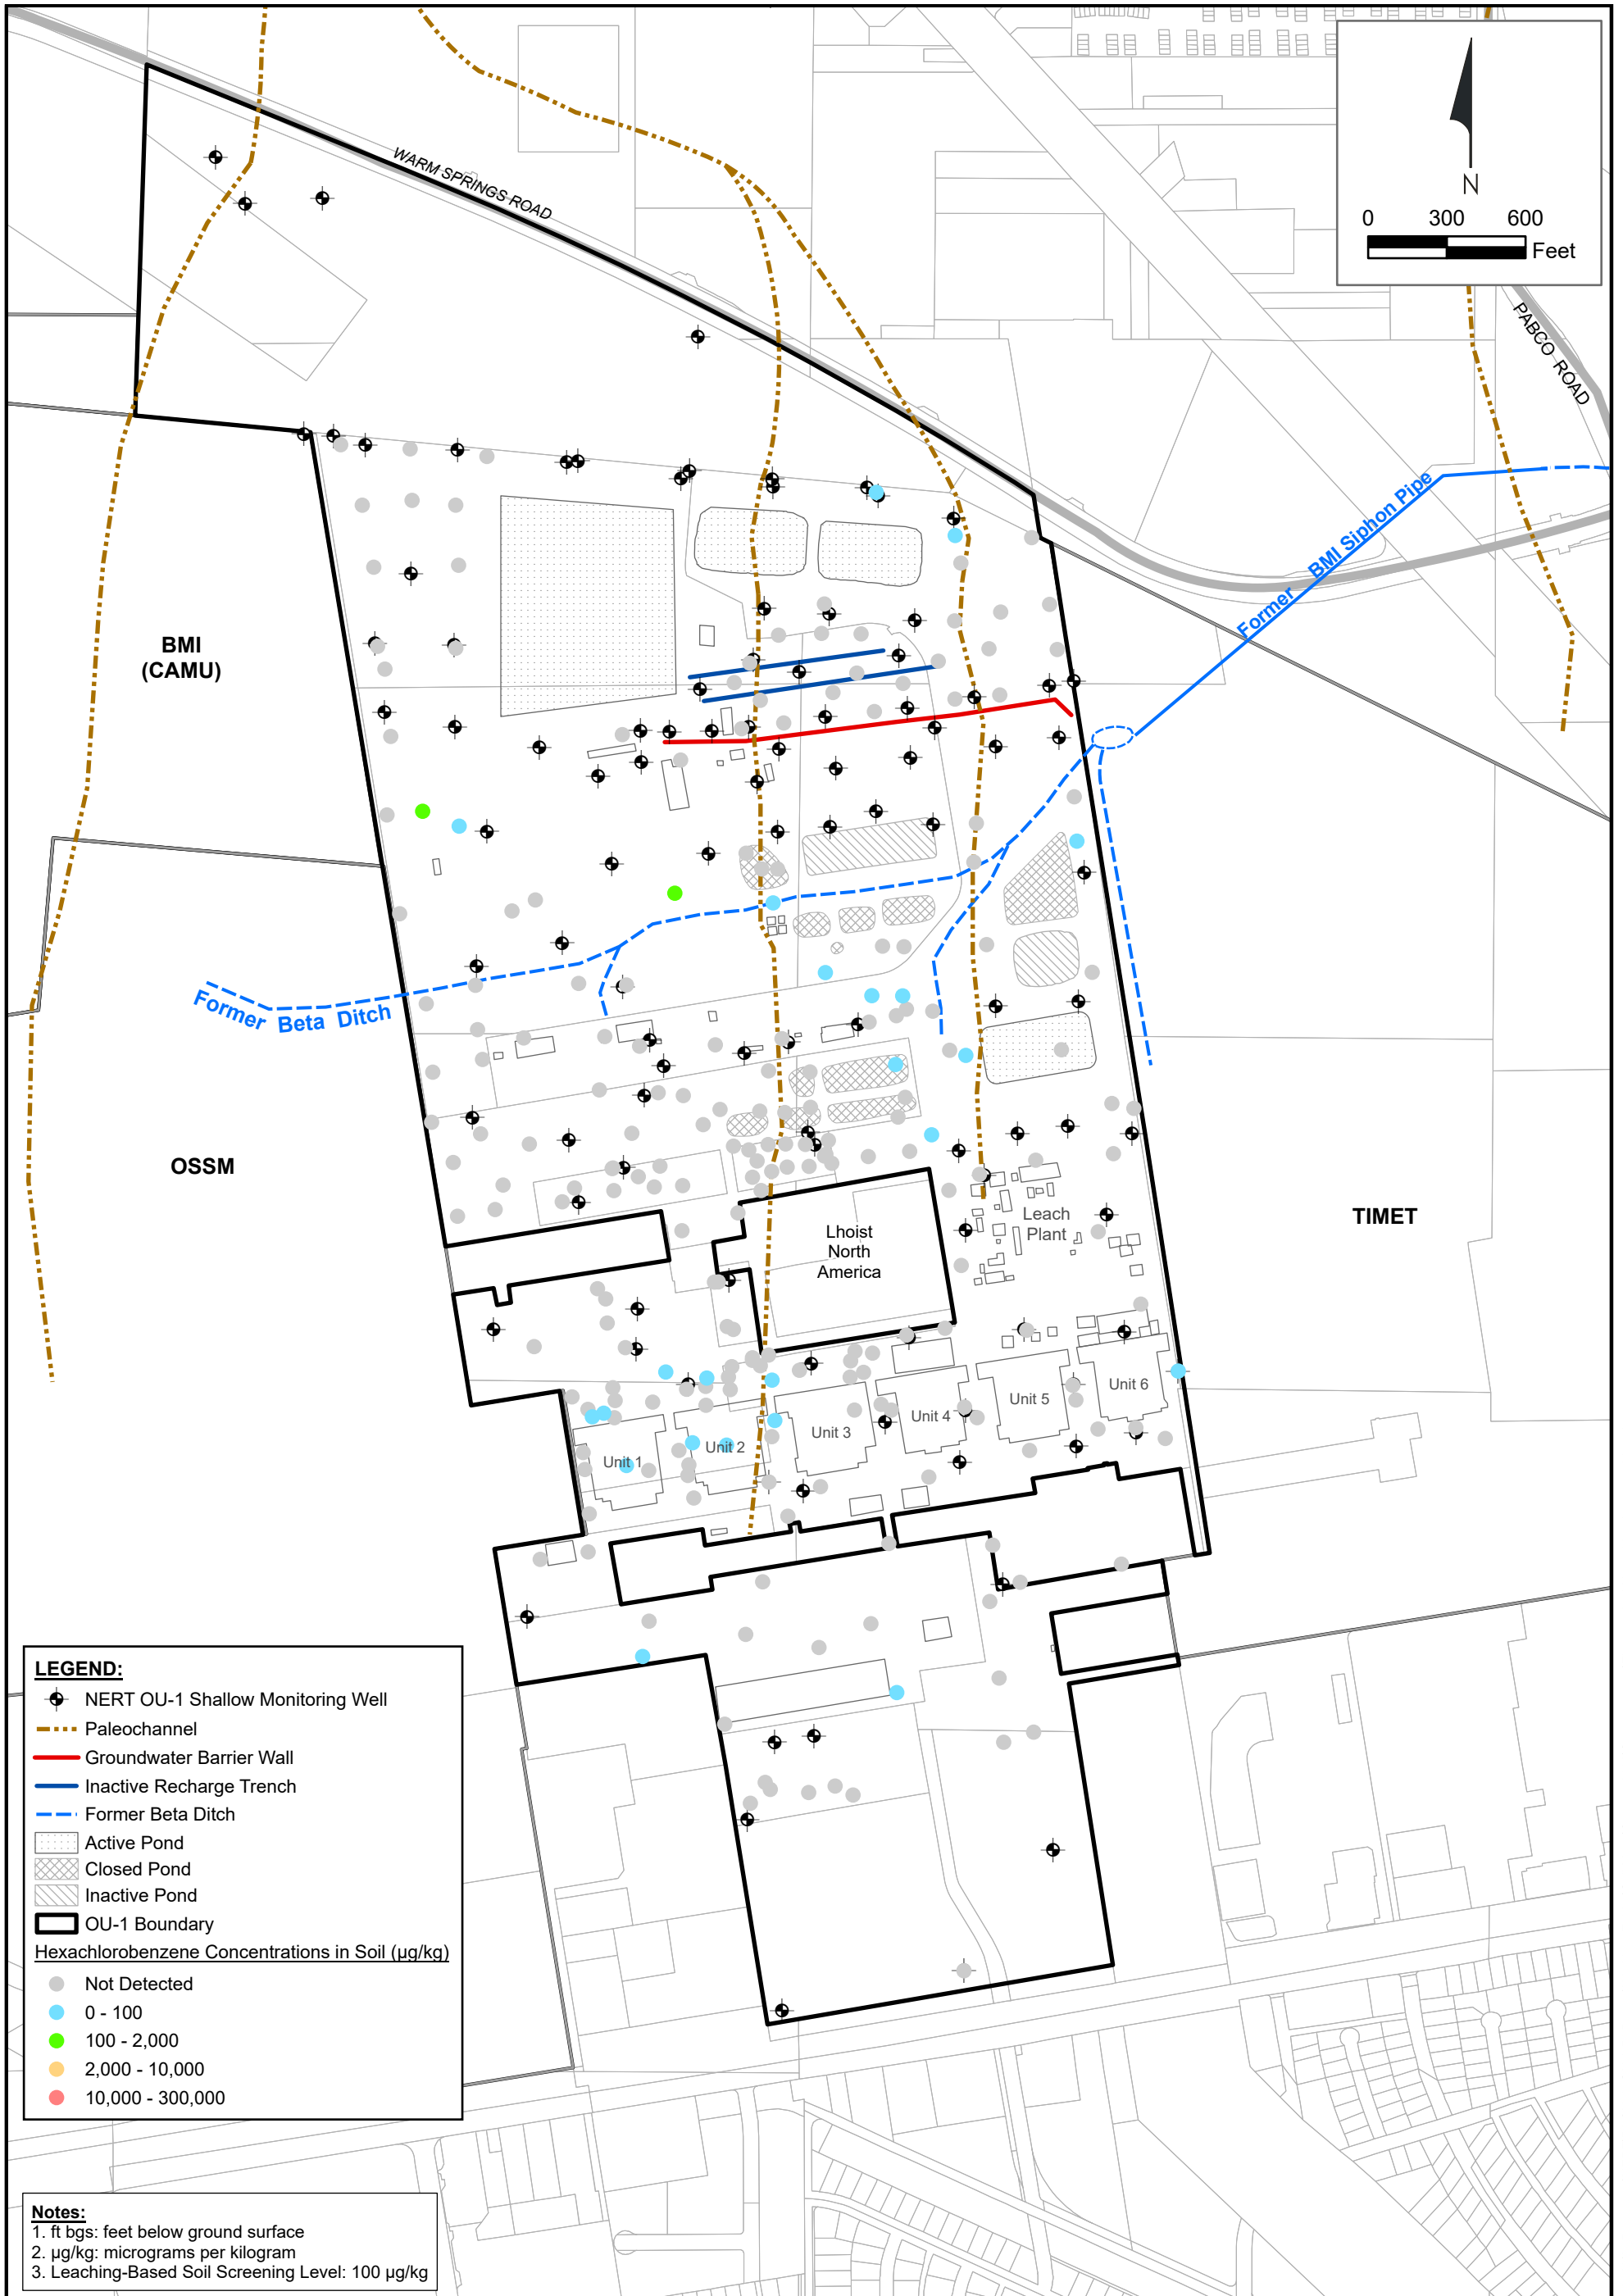 WARM SPRINGS ROAD
N
0 300 600
Feet
PABCO ROAD
Former BMI Siphon Pipe
BMI
(CAMU)
Former Beta Ditch
OSSM
TIMET
Lhoist
North
America
Leach
Plant
Unit 1
Unit 2
Unit 3
Unit 4
Unit 5
Unit 6
LEGEND:
NERT OU-1 Shallow Monitoring Well
Paleochannel
Groundwater Barrier Wall
Inactive Recharge Trench
Former Beta Ditch
Active Pond
Closed Pond
Inactive Pond
OU-1 Boundary
Hexachlorobenzene Concentrations in Soil (µg/kg)
Not Detected
0 - 100
100 - 2,000
2,000 - 10,000
10,000 - 300,000
Notes:
1. ft bgs: feet below ground surface
2. µg/kg: micrograms per kilogram
3. Leaching-Based Soil Screening Level: 100 µg/kg